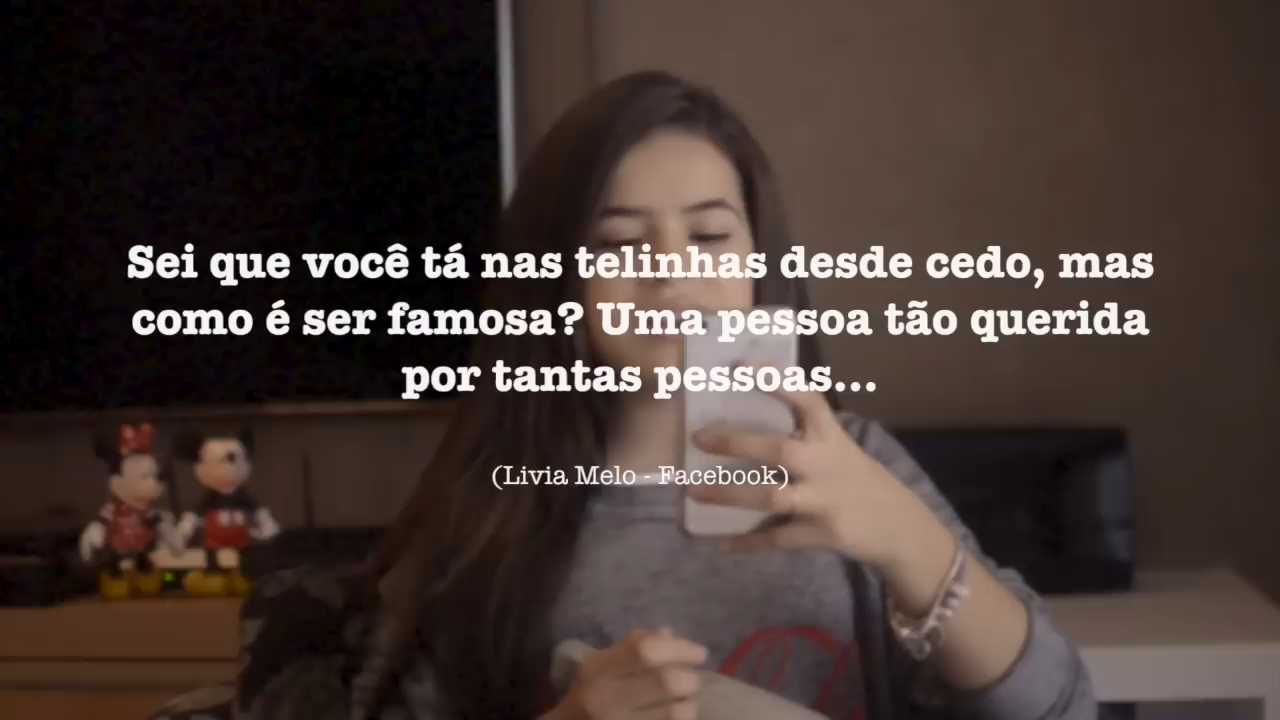 Sei que você tá nas telinhas desde cedo, mas
como é ser famosa? Uma pessoa tão querida
por tantas pessoas...
(Livia Melo - Facebook)